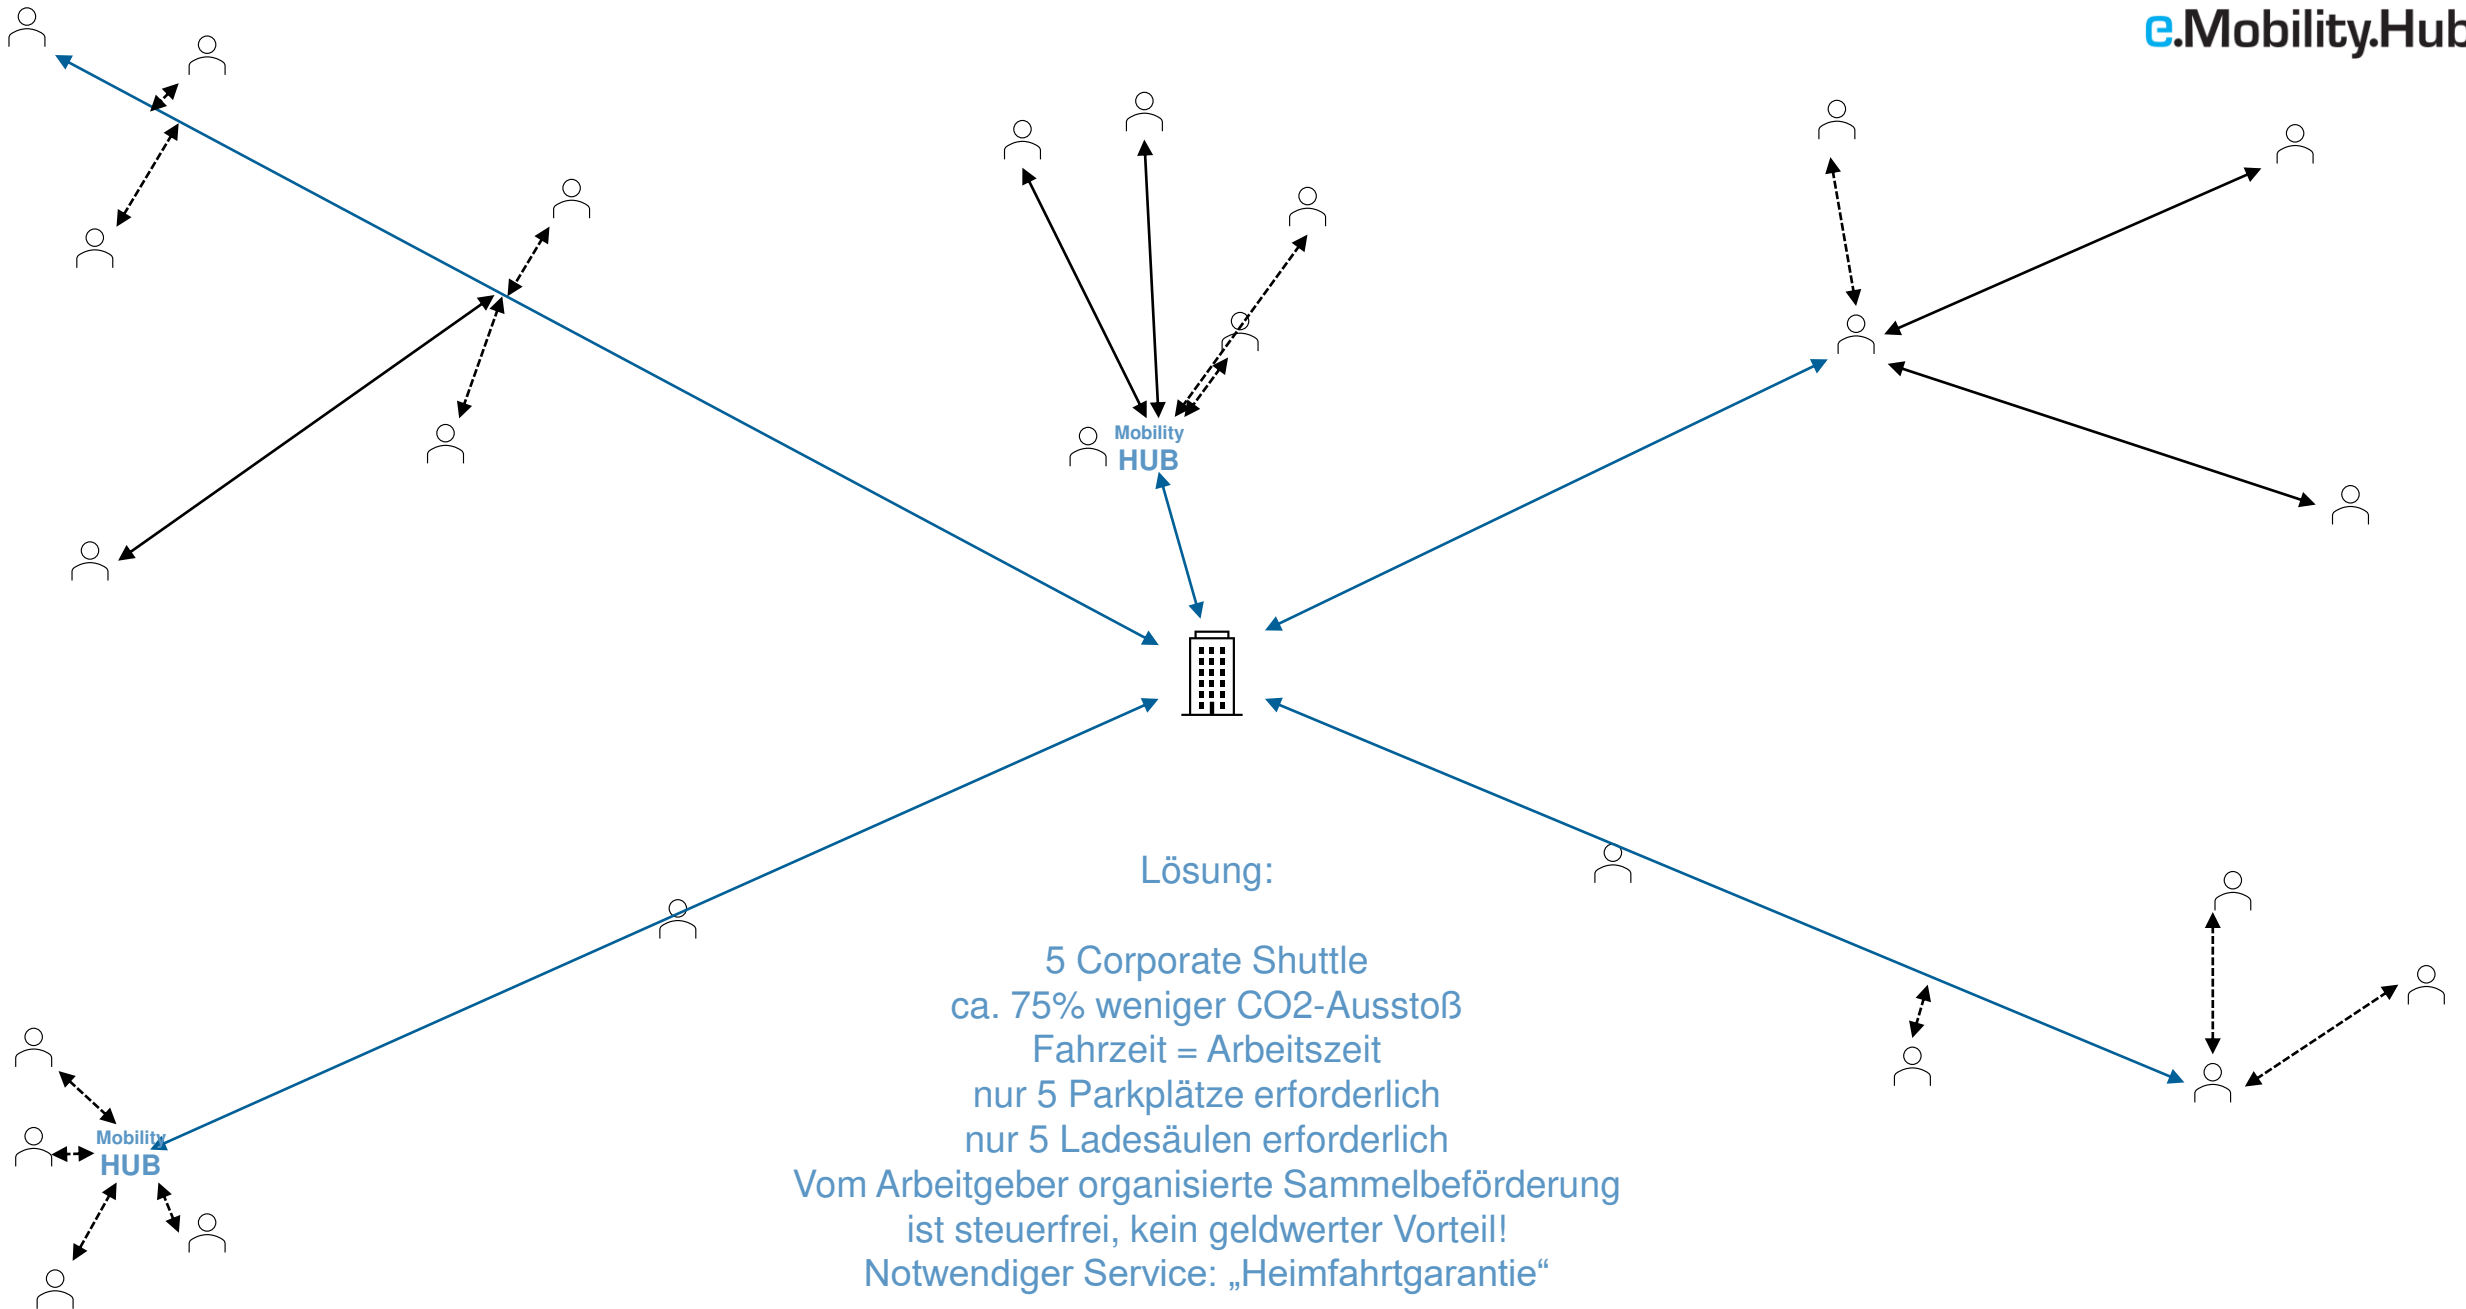 e.Mobility.Hub
Mobility
HUB
Lösung:
5 Corporate Shuttle
ca. 75% weniger CO2-Ausstoß
Fahrzeit = Arbeitszeit
nur 5 Parkplätze erforderlich
nur 5 Ladesäulen erforderlich
Vom Arbeitgeber organisierte Sammelbeförderung
ist steuerfrei, kein geldwerter Vorteil!
Notwendiger Service: „Heimfahrtgarantie“
Mobility
HUB